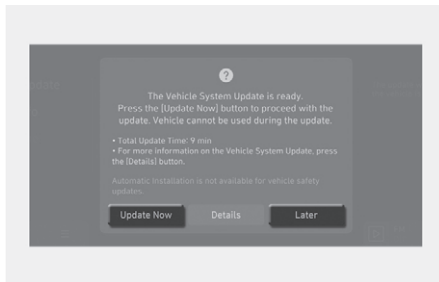 ?
The Vehicle System Update is ready.
Press the [Update Now] button to proceed with the
update. Vehicle cannot be used during the update.
• Total Update Time: 9 min
• For more information on the Vehicle System Update, press
the [Details] button.
Automatic Installation is not available for vehicle safety
updates.
Update Now Details Later